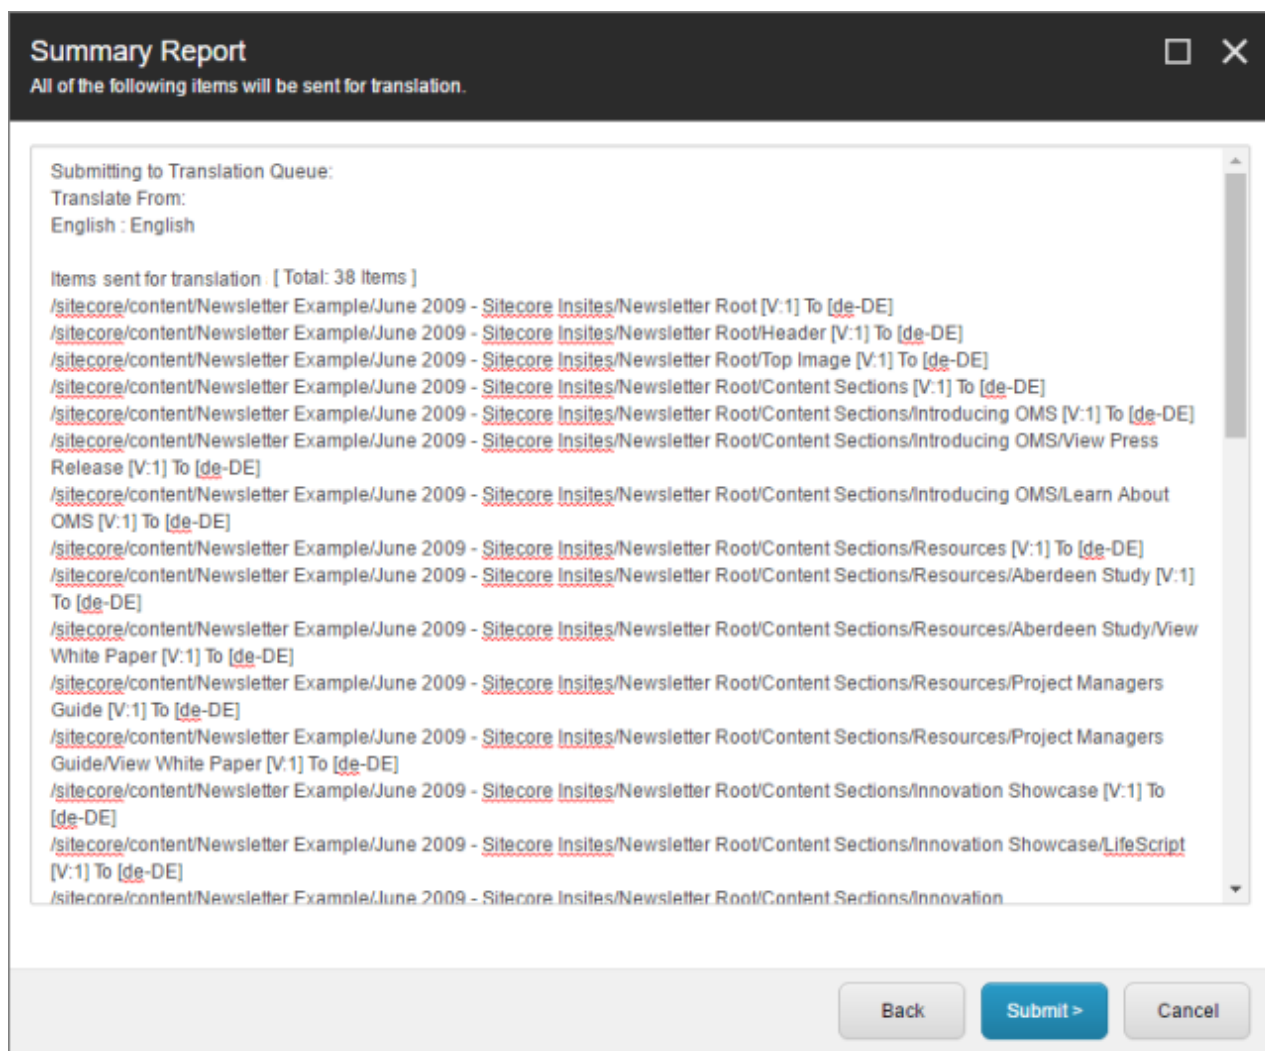 Summary Report
All of the following items will be sent for translation.
Submitting to Translation Queue:
Translate From:
English : English
Items sent for translation [ Total: 38 Items ]
/sitecore/content/Newsletter Example/June 2009 - Sitecore Insites/Newsletter Root [V:1] To [de-DE]
/sitecore/content/Newsletter Example/June 2009 - Sitecore Insites/Newsletter Root/Header [V:1] To [de-DE]
/sitecore/content/Newsletter Example/June 2009 - Sitecore Insites/Newsletter Root/Top Image [V:1] To [de-DE]
/sitecore/content/Newsletter Example/June 2009 - Sitecore Insites/Newsletter Root/Content Sections [V:1] To [de-DE]
/sitecore/content/Newsletter Example/June 2009 - Sitecore Insites/Newsletter Root/Content Sections/Introducing OMS [V:1] To [de-DE]
/sitecore/content/Newsletter Example/June 2009 - Sitecore Insites/Newsletter Root/Content Sections/Introducing OMS/View Press
Release [V:1] To [de-DE]
/sitecore/content/Newsletter Example/June 2009 - Sitecore Insites/Newsletter Root/Content Sections/Introducing OMS/Learn About
OMS [V:1] To [de-DE]
/sitecore/content/Newsletter Example/June 2009 - Sitecore Insites/Newsletter Root/Content Sections/Resources [V:1] To [de-DE]
/sitecore/content/Newsletter Example/June 2009 - Sitecore Insites/Newsletter Root/Content Sections/Resources/Aberdeen Study [V:1]
To [de-DE]
/sitecore/content/Newsletter Example/June 2009 - Sitecore Insites/Newsletter Root/Content Sections/Resources/Aberdeen Study/View
White Paper [V:1] To [de-DE]
/sitecore/content/Newsletter Example/June 2009 - Sitecore Insites/Newsletter Root/Content Sections/Resources/Project Managers
Guide [V:1] To [de-DE]
/sitecore/content/Newsletter Example/June 2009 - Sitecore Insites/Newsletter Root/Content Sections/Resources/Project Managers
Guide/View White Paper [V:1] To [de-DE]
/sitecore/content/Newsletter Example/June 2009 - Sitecore Insites/Newsletter Root/Content Sections/Innovation Showcase [V:1] To
[de-DE]
/sitecore/content/Newsletter Example/June 2009 - Sitecore Insites/Newsletter Root/Content Sections/Innovation Showcase/LifeScript
[V:1] To [de-DE]
/sitecore/content/Newsletter Example/June 2009 - Sitecore Insites/Newsletter Root/Content Sections/Innovation
Back
Submit >
Cancel